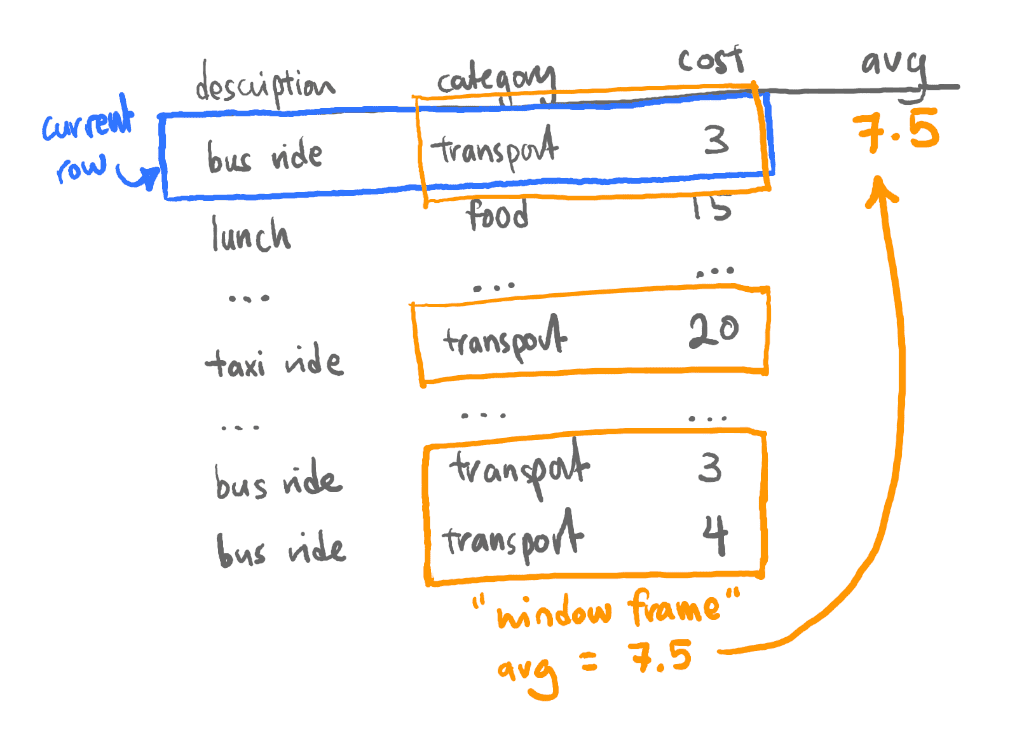 description category cost avg
current row
bus ride transport 3 7.5
lunch food 15
... ... ...
taxi ride transport 20
... ... ...
bus ride transport 3
bus ride transport 4
"window frame"
avg = 7.5